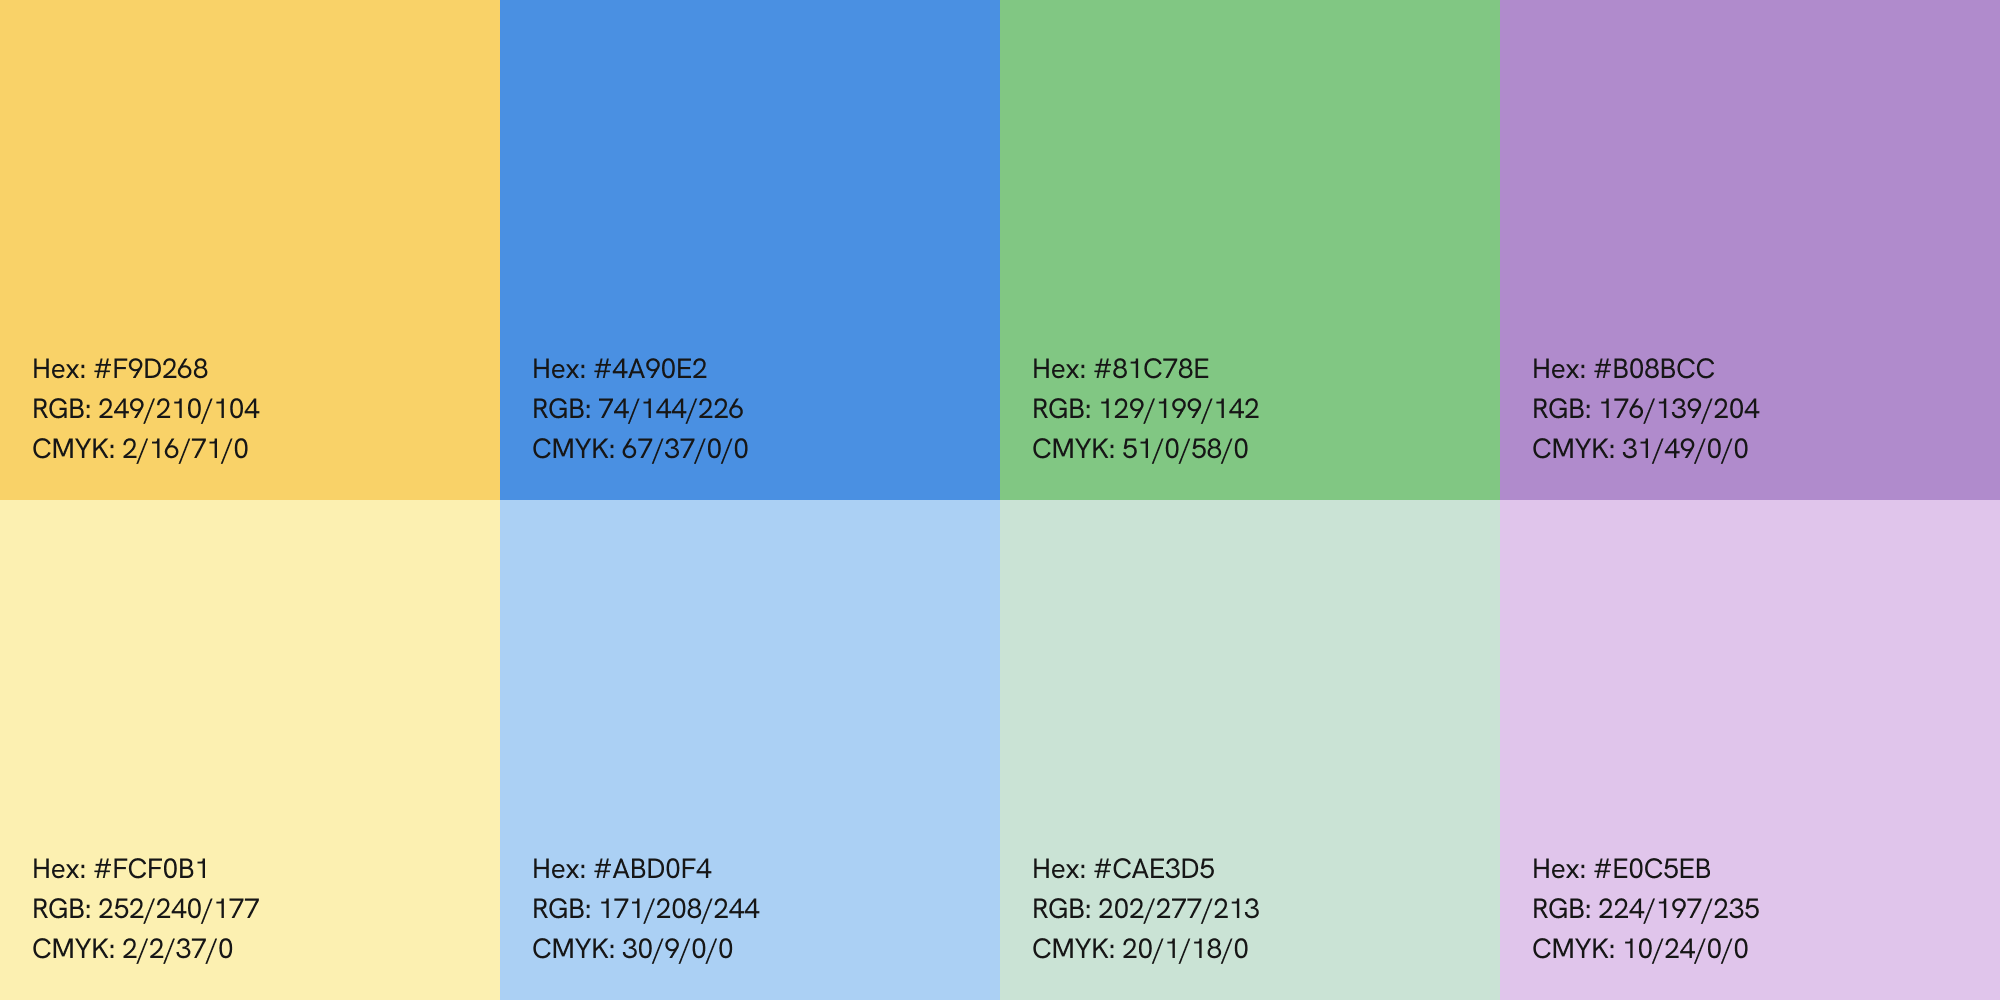 Hex: #F9D268
RGB: 249/210/104
CMYK: 2/16/71/0
Hex: #4A90E2
RGB: 74/144/226
CMYK: 67/37/0/0
Hex: #81C78E
RGB: 129/199/142
CMYK: 51/0/58/0
Hex: #B08BCC
RGB: 176/139/204
CMYK: 31/49/0/0
Hex: #FCF0B1
RGB: 252/240/177
CMYK: 2/2/37/0
Hex: #ABD0F4
RGB: 171/208/244
CMYK: 30/9/0/0
Hex: #CAE3D5
RGB: 202/277/213
CMYK: 20/1/18/0
Hex: #E0C5EB
RGB: 224/197/235
CMYK: 10/24/0/0